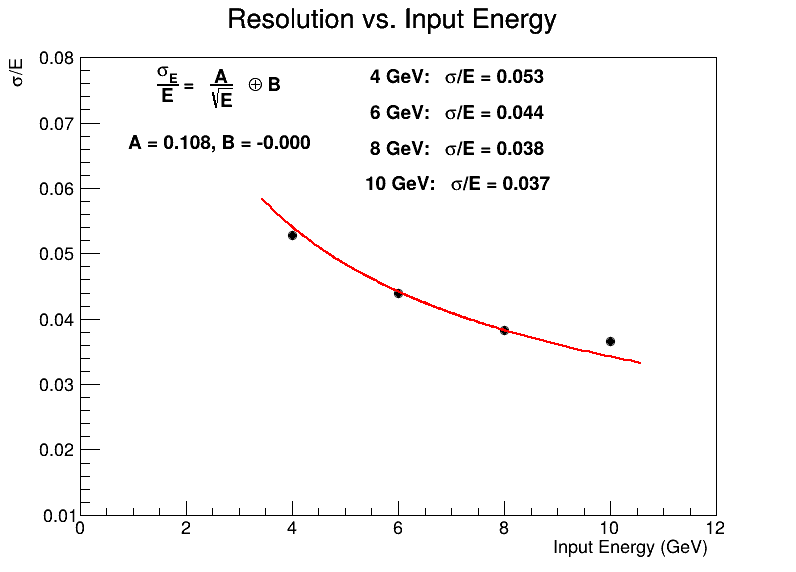 Resolution vs. Input Energy
σ/E
σ_E/E = A/√E ⊕ B
A = 0.108, B = -0.000
4 GeV: σ/E = 0.053
6 GeV: σ/E = 0.044
8 GeV: σ/E = 0.038
10 GeV: σ/E = 0.037
0.08
0.07
0.06
0.05
0.04
0.03
0.02
0.01
0 2 4 6 8 10 12
Input Energy (GeV)